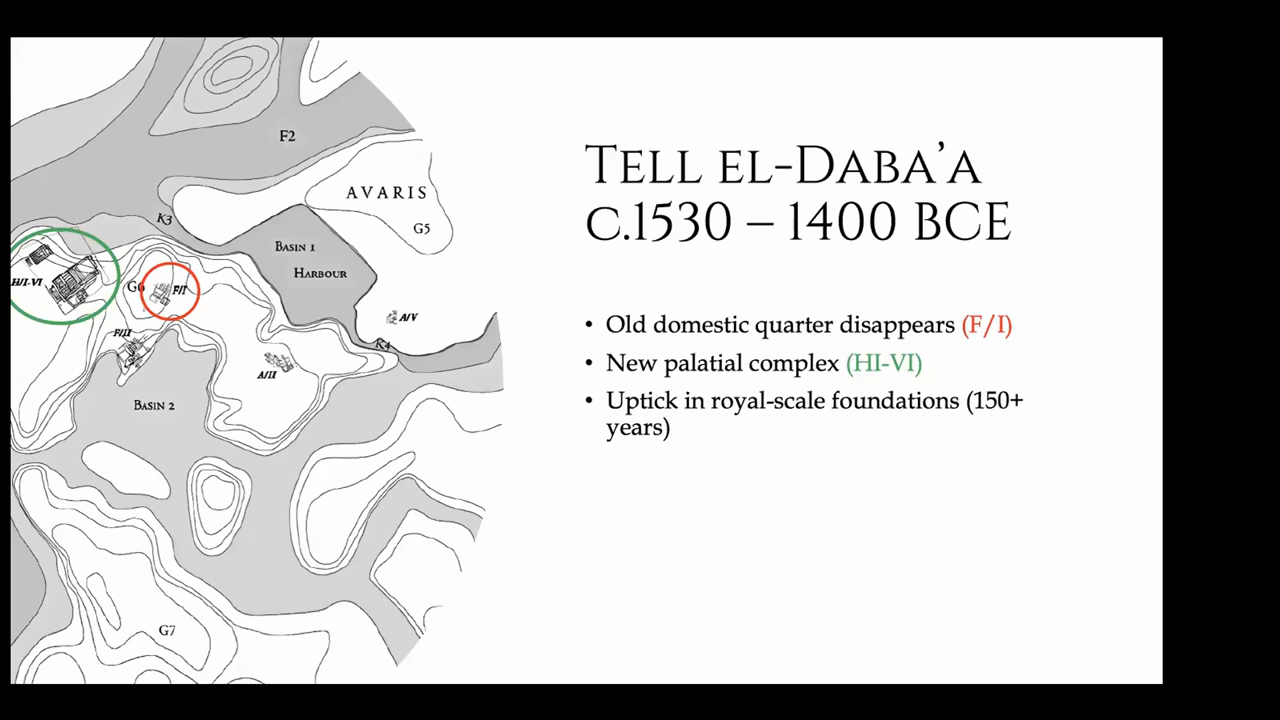 F2
AVARIS
K3
G5
BASIN 1
HARBOUR
H/I-VI
G6
F/I
A/V
F/II
K4
A/II
BASIN 2
G7
TELL EL-DABA’A
C.1530 – 1400 BCE
• Old domestic quarter disappears (F/I)
• New palatial complex (HI-VI)
• Uptick in royal-scale foundations (150+
years)